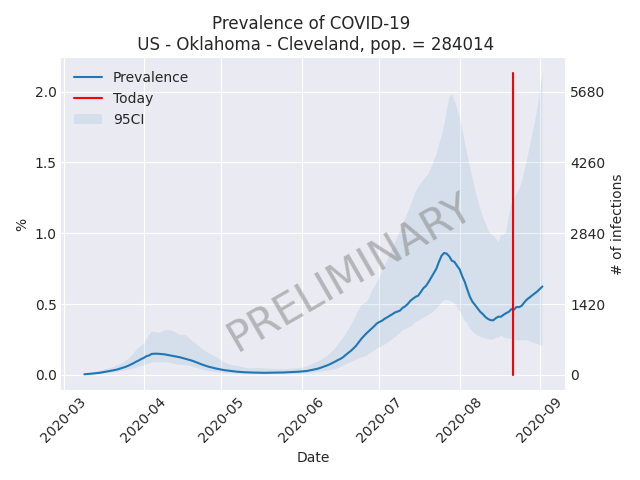 Prevalence of COVID-19
US - Oklahoma - Cleveland, pop. = 284014
Prevalence
Today
95CI
PRELIMINARY
2.0
1.5
1.0
0.5
0.0
%
5680
4260
2840
1420
0
# of infections
2020-03
2020-04
2020-05
2020-06
2020-07
2020-08
2020-09
Date